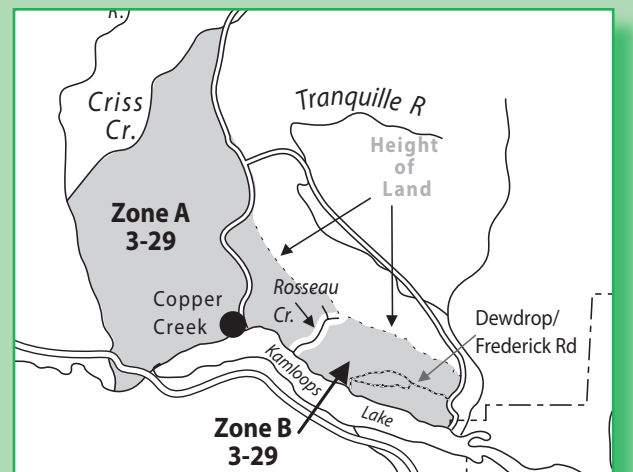 R.
Criss
Cr.
Tranquille R
Height
of
Land
Zone A
3-29
Rosseau
Cr.
Copper
Creek
Dewdrop/
Frederick Rd
Kamloops
Lake
Zone B
3-29